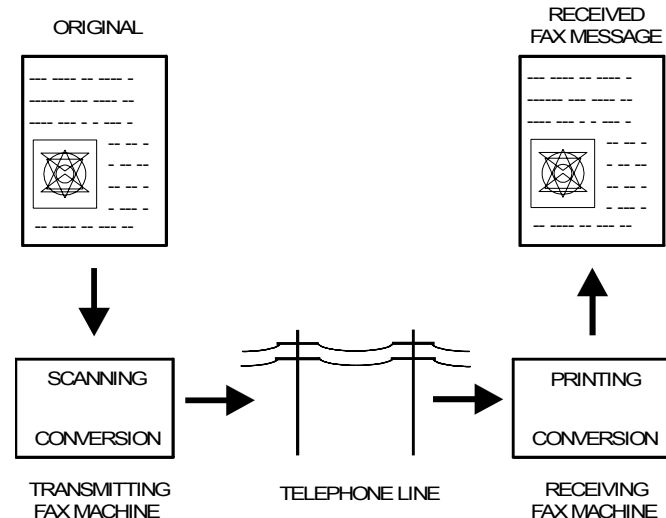 ORIGINAL
RECEIVED
FAX MESSAGE
SCANNING
CONVERSION
PRINTING
CONVERSION
TRANSMITTING
FAX MACHINE
TELEPHONE LINE
RECEIVING
FAX MACHINE